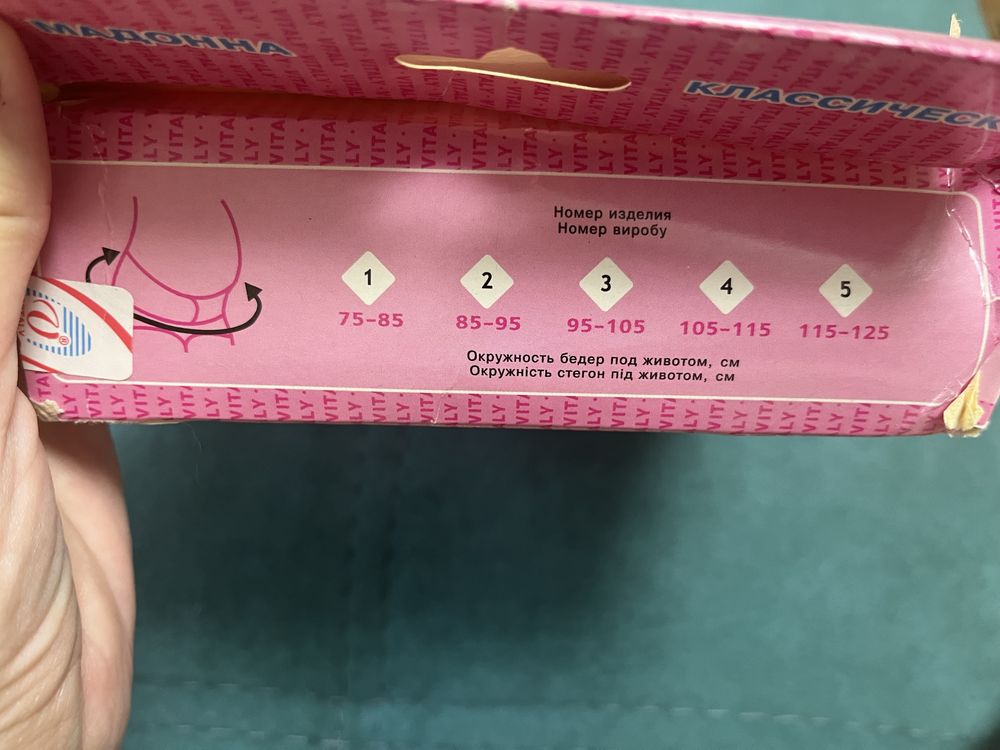 МАДОННА
КЛАССИЧЕСК
Номер изделия
Номер виробу
1 2 3 4 5
75-85 85-95 95-105 105-115 115-125
Окружность бедер под животом, см
Окружність стегон під животом, см